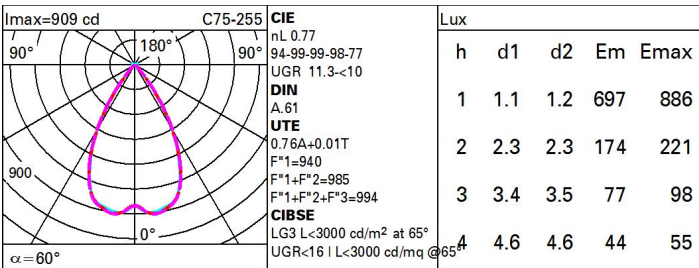 Imax=909 cd C75-255
90° 180° 90°
900
0°
α=60°
CIE
nL 0.77
94-99-99-98-77
UGR 11.3-<10
DIN
A.61
UTE
0.76A+0.01T
F"1=940
F"1+F"2=985
F"1+F"2+F"3=994
CIBSE
LG3 L<3000 cd/m² at 65°
UGR<16 | L<3000 cd/mq @65°
Lux
h d1 d2 Em Emax
1 1.1 1.2 697 886
2 2.3 2.3 174 221
3 3.4 3.5 77 98
4 4.6 4.6 44 55